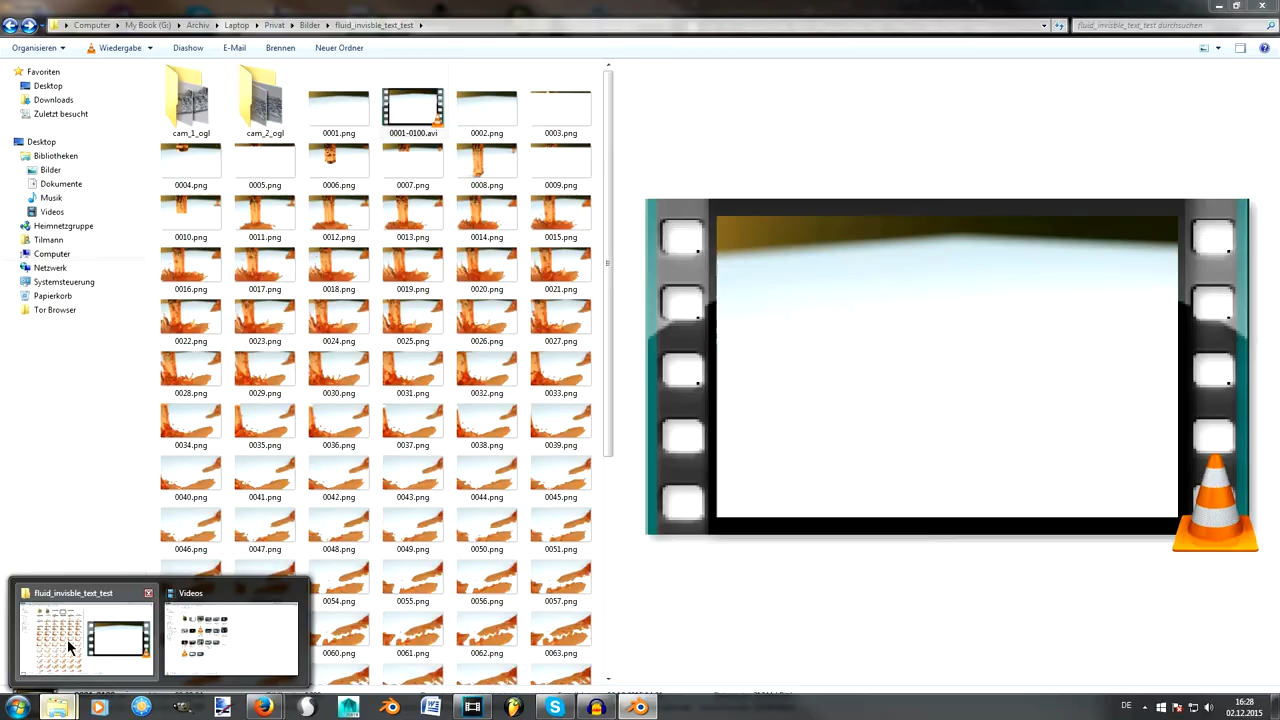 Computer ▸ My Book (G:) ▸ Archiv ▸ Laptop ▸ Privat ▸ Bilder ▸ fluid_invisble_text_test ▸
fluid_invisble_text_test durchsuchen
Organisieren Wiedergabe Diashow E-Mail Brennen Neuer Ordner
Favoriten
Desktop
Downloads
Zuletzt besucht
Desktop
Bibliotheken
Bilder
Dokumente
Musik
Videos
Heimnetzgruppe
Tilmann
Computer
Netzwerk
Systemsteuerung
Papierkorb
Tor Browser
cam_1_ogl cam_2_ogl 0001.png 0001-0100.avi 0002.png 0003.png
0004.png 0005.png 0006.png 0007.png 0008.png 0009.png
0010.png 0011.png 0012.png 0013.png 0014.png 0015.png
0016.png 0017.png 0018.png 0019.png 0020.png 0021.png
0022.png 0023.png 0024.png 0025.png 0026.png 0027.png
0028.png 0029.png 0030.png 0031.png 0032.png 0033.png
0034.png 0035.png 0036.png 0037.png 0038.png 0039.png
0040.png 0041.png 0042.png 0043.png 0044.png 0045.png
0046.png 0047.png 0048.png 0049.png 0050.png 0051.png
0054.png 0055.png 0056.png 0057.png
0060.png 0061.png 0062.png 0063.png
fluid_invisble_text_test Videos
DE 16:28
02.12.2015